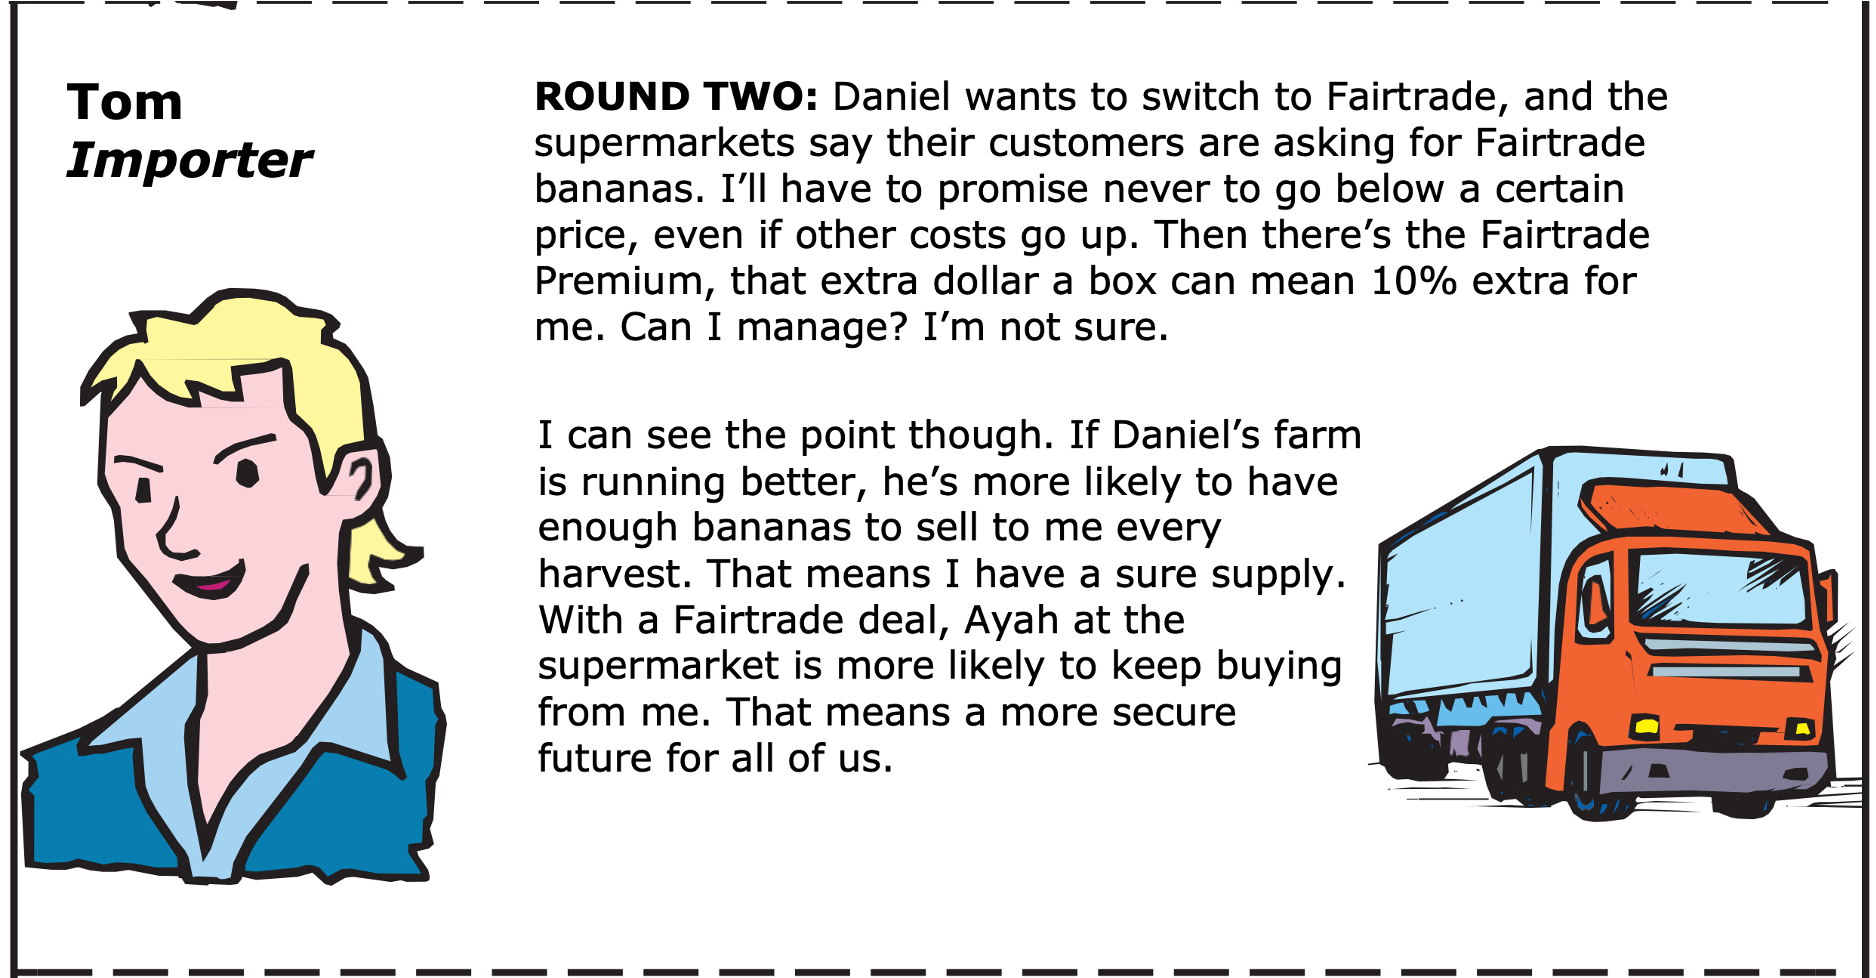 Tom
Importer
ROUND TWO: Daniel wants to switch to Fairtrade, and the
supermarkets say their customers are asking for Fairtrade
bananas. I’ll have to promise never to go below a certain
price, even if other costs go up. Then there’s the Fairtrade
Premium, that extra dollar a box can mean 10% extra for
me. Can I manage? I’m not sure.
I can see the point though. If Daniel’s farm
is running better, he’s more likely to have
enough bananas to sell to me every
harvest. That means I have a sure supply.
With a Fairtrade deal, Ayah at the
supermarket is more likely to keep buying
from me. That means a more secure
future for all of us.